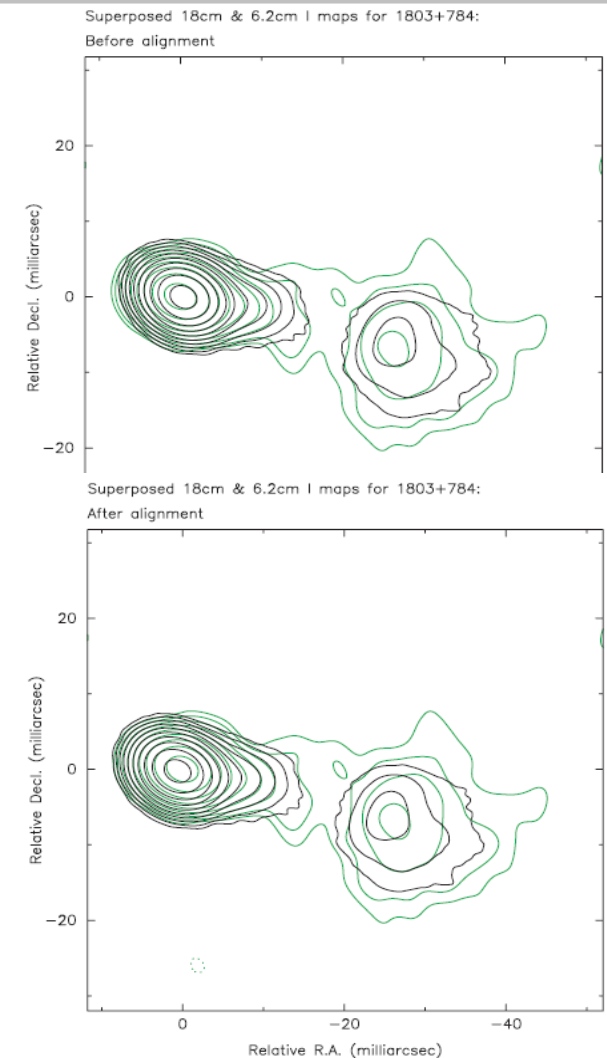 Superposed 18cm & 6.2cm I maps for 1803+784:
Before alignment
20
0
−20
Relative Decl. (milliarcsec)
Superposed 18cm & 6.2cm I maps for 1803+784:
After alignment
20
0
−20
Relative Decl. (milliarcsec)
0 −20 −40
Relative R.A. (milliarcsec)